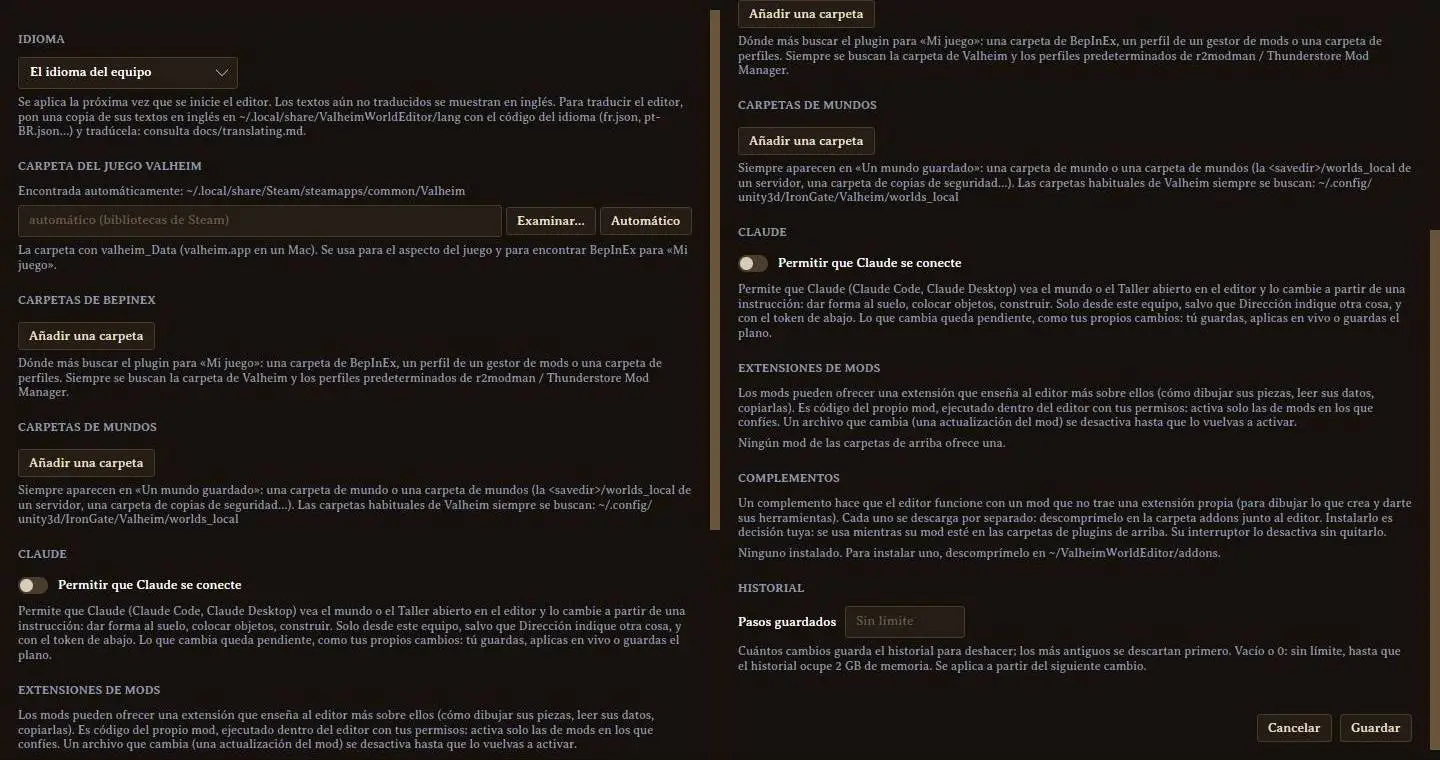 IDIOMA
El idioma del equipo
Se aplica la próxima vez que se inicie el editor. Los textos aún no traducidos se muestran en inglés. Para traducir el editor,
pon una copia de sus textos en inglés en ~/.local/share/ValheimWorldEditor/lang con el código del idioma (fr.json, pt-
BR.json...) y tradúcela: consulta docs/translating.md.
CARPETA DEL JUEGO VALHEIM
Encontrada automáticamente: ~/.local/share/Steam/steamapps/common/Valheim
automático (bibliotecas de Steam)
Examinar...
Automático
La carpeta con valheim_Data (valheim.app en un Mac). Se usa para el aspecto del juego y para encontrar BepInEx para «Mi
juego».
CARPETAS DE BEPINEX
Añadir una carpeta
Dónde más buscar el plugin para «Mi juego»: una carpeta de BepInEx, un perfil de un gestor de mods o una carpeta de
perfiles. Siempre se buscan la carpeta de Valheim y los perfiles predeterminados de r2modman / Thunderstore Mod
Manager.
CARPETAS DE MUNDOS
Añadir una carpeta
Siempre aparecen en «Un mundo guardado»: una carpeta de mundo o una carpeta de mundos (la <savedir>/worlds_local de
un servidor, una carpeta de copias de seguridad...). Las carpetas habituales de Valheim siempre se buscan: ~/.config/
unity3d/IronGate/Valheim/worlds_local
CLAUDE
Permitir que Claude se conecte
Permite que Claude (Claude Code, Claude Desktop) vea el mundo o el Taller abierto en el editor y lo cambie a partir de una
instrucción: dar forma al suelo, colocar objetos, construir. Solo desde este equipo, salvo que Dirección indique otra cosa, y
con el token de abajo. Lo que cambia queda pendiente, como tus propios cambios: tú guardas, aplicas en vivo o guardas el
plano.
EXTENSIONES DE MODS
Los mods pueden ofrecer una extensión que enseña al editor más sobre ellos (cómo dibujar sus piezas, leer sus datos,
copiarlas). Es código del propio mod, ejecutado dentro del editor con tus permisos: activa solo las de mods en los que
confíes. Un archivo que cambia (una actualización del mod) se desactiva hasta que lo vuelvas a activar.
Añadir una carpeta
Dónde más buscar el plugin para «Mi juego»: una carpeta de BepInEx, un perfil de un gestor de mods o una carpeta de
perfiles. Siempre se buscan la carpeta de Valheim y los perfiles predeterminados de r2modman / Thunderstore Mod
Manager.
CARPETAS DE MUNDOS
Añadir una carpeta
Siempre aparecen en «Un mundo guardado»: una carpeta de mundo o una carpeta de mundos (la <savedir>/worlds_local de
un servidor, una carpeta de copias de seguridad...). Las carpetas habituales de Valheim siempre se buscan: ~/.config/
unity3d/IronGate/Valheim/worlds_local
CLAUDE
Permitir que Claude se conecte
Permite que Claude (Claude Code, Claude Desktop) vea el mundo o el Taller abierto en el editor y lo cambie a partir de una
instrucción: dar forma al suelo, colocar objetos, construir. Solo desde este equipo, salvo que Dirección indique otra cosa, y
con el token de abajo. Lo que cambia queda pendiente, como tus propios cambios: tú guardas, aplicas en vivo o guardas el
plano.
EXTENSIONES DE MODS
Los mods pueden ofrecer una extensión que enseña al editor más sobre ellos (cómo dibujar sus piezas, leer sus datos,
copiarlas). Es código del propio mod, ejecutado dentro del editor con tus permisos: activa solo las de mods en los que
confíes. Un archivo que cambia (una actualización del mod) se desactiva hasta que lo vuelvas a activar.
Ningún mod de las carpetas de arriba ofrece una.
COMPLEMENTOS
Un complemento hace que el editor funcione con un mod que no trae una extensión propia (para dibujar lo que crea y darte
sus herramientas). Cada uno se descarga por separado: descomprímelo en la carpeta addons junto al editor. Instalarlo es
decisión tuya: se usa mientras su mod esté en las carpetas de plugins de arriba. Su interruptor lo desactiva sin quitarlo.
Ninguno instalado. Para instalar uno, descomprímelo en ~/ValheimWorldEditor/addons.
HISTORIAL
Pasos guardados
Sin límite
Cuántos cambios guarda el historial para deshacer; los más antiguos se descartan primero. Vacío o 0: sin límite, hasta que
el historial ocupe 2 GB de memoria. Se aplica a partir del siguiente cambio.
Cancelar
Guardar